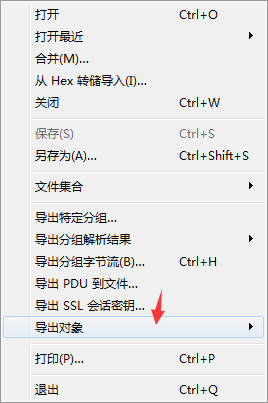 打开 Ctrl+O
打开最近
合并(M)...
从 Hex 转储导入(I)...
关闭 Ctrl+W
保存(S) Ctrl+S
另存为(A)... Ctrl+Shift+S
文件集合
导出特定分组...
导出分组解析结果
导出分组字节流(B)... Ctrl+H
导出 PDU 到文件...
导出 SSL 会话密钥...
导出对象
打印(P)... Ctrl+P
退出 Ctrl+Q